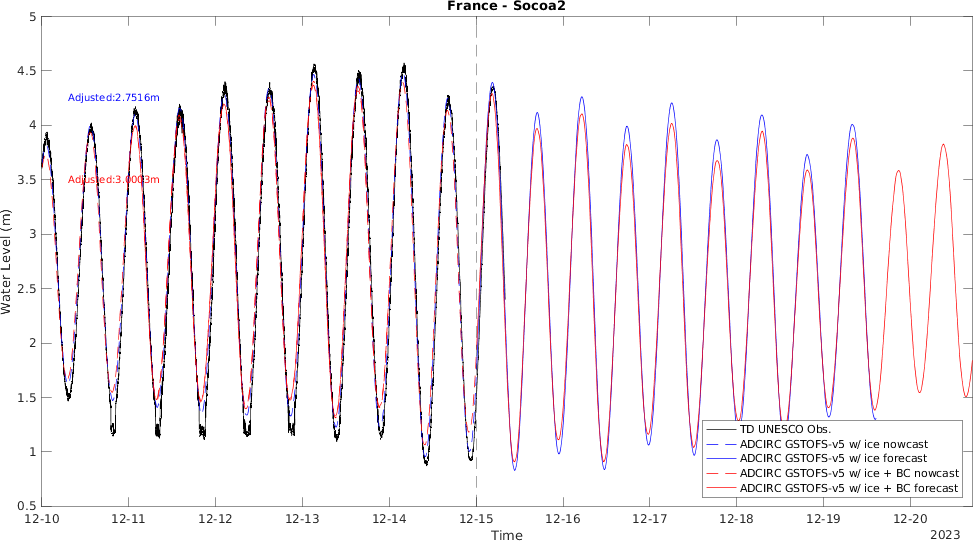 France - Socoa2
Water Level (m)
5
4.5
4
3.5
3
2.5
2
1.5
1
0.5
Adjusted:2.7516m
Adjusted:3.0003m
TD UNESCO Obs.
ADCIRC GSTOFS-v5 w/ ice nowcast
ADCIRC GSTOFS-v5 w/ ice forecast
ADCIRC GSTOFS-v5 w/ ice + BC nowcast
ADCIRC GSTOFS-v5 w/ ice + BC forecast
12-10 12-11 12-12 12-13 12-14 12-15 12-16 12-17 12-18 12-19 12-20
Time
2023